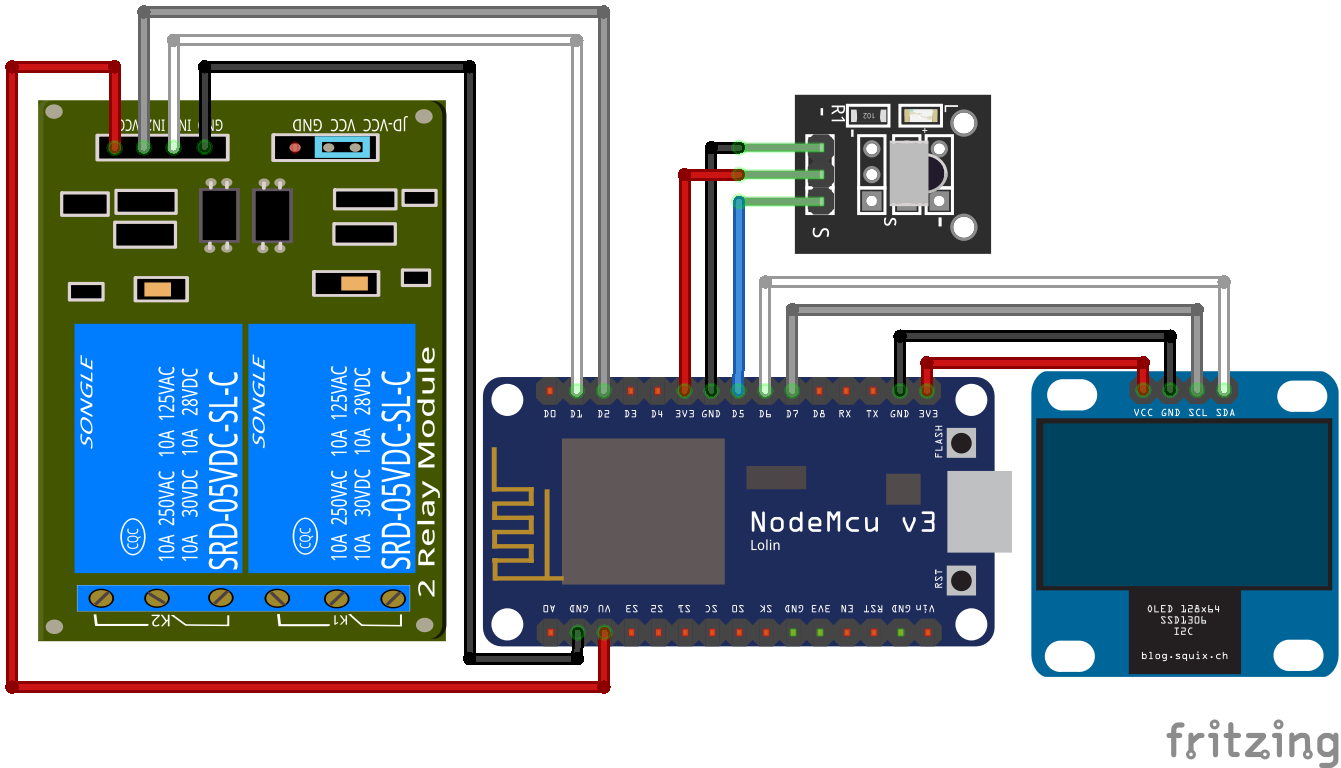 GND IN1 IN2 VCC
JD-VCC VCC GND
SONGLE
CQC
10A 250VAC 10A 125VAC
10A 30VDC 10A 28VDC
SRD-05VDC-SL-C
SONGLE
CQC
10A 250VAC 10A 125VAC
10A 30VDC 10A 28VDC
SRD-05VDC-SL-C
2 Relay Module
K2
K1
-
R1
102
L
+
-
S
S
-
D0 D1 D2 D3 D4 3V3 GND D5 D6 D7 D8 RX TX GND 3V3
FLASH
NodeMcu v3
Lolin
RST
A0 GND VU S3 S2 S1 SC SO SK GND 3V3 EN RST GND Vin
VCC GND SCL SDA
OLED 128x64
SSD1306
I2C
blog.squix.ch
fritzing